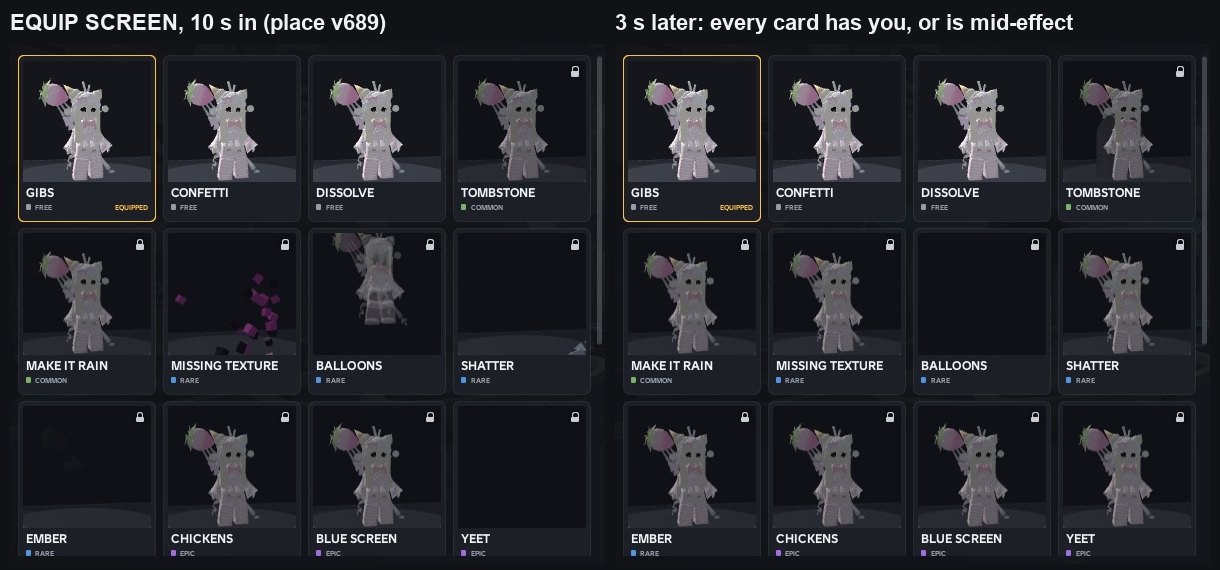 EQUIP SCREEN, 10 s in (place v689)
GIBS
FREE
EQUIPPED
CONFETTI
FREE
DISSOLVE
FREE
TOMBSTONE
COMMON
MAKE IT RAIN
COMMON
MISSING TEXTURE
RARE
BALLOONS
RARE
SHATTER
RARE
EMBER
RARE
CHICKENS
EPIC
BLUE SCREEN
EPIC
YEET
EPIC
3 s later: every card has you, or is mid-effect
GIBS
FREE
EQUIPPED
CONFETTI
FREE
DISSOLVE
FREE
TOMBSTONE
COMMON
MAKE IT RAIN
COMMON
MISSING TEXTURE
RARE
BALLOONS
RARE
SHATTER
RARE
EMBER
RARE
CHICKENS
EPIC
BLUE SCREEN
EPIC
YEET
EPIC